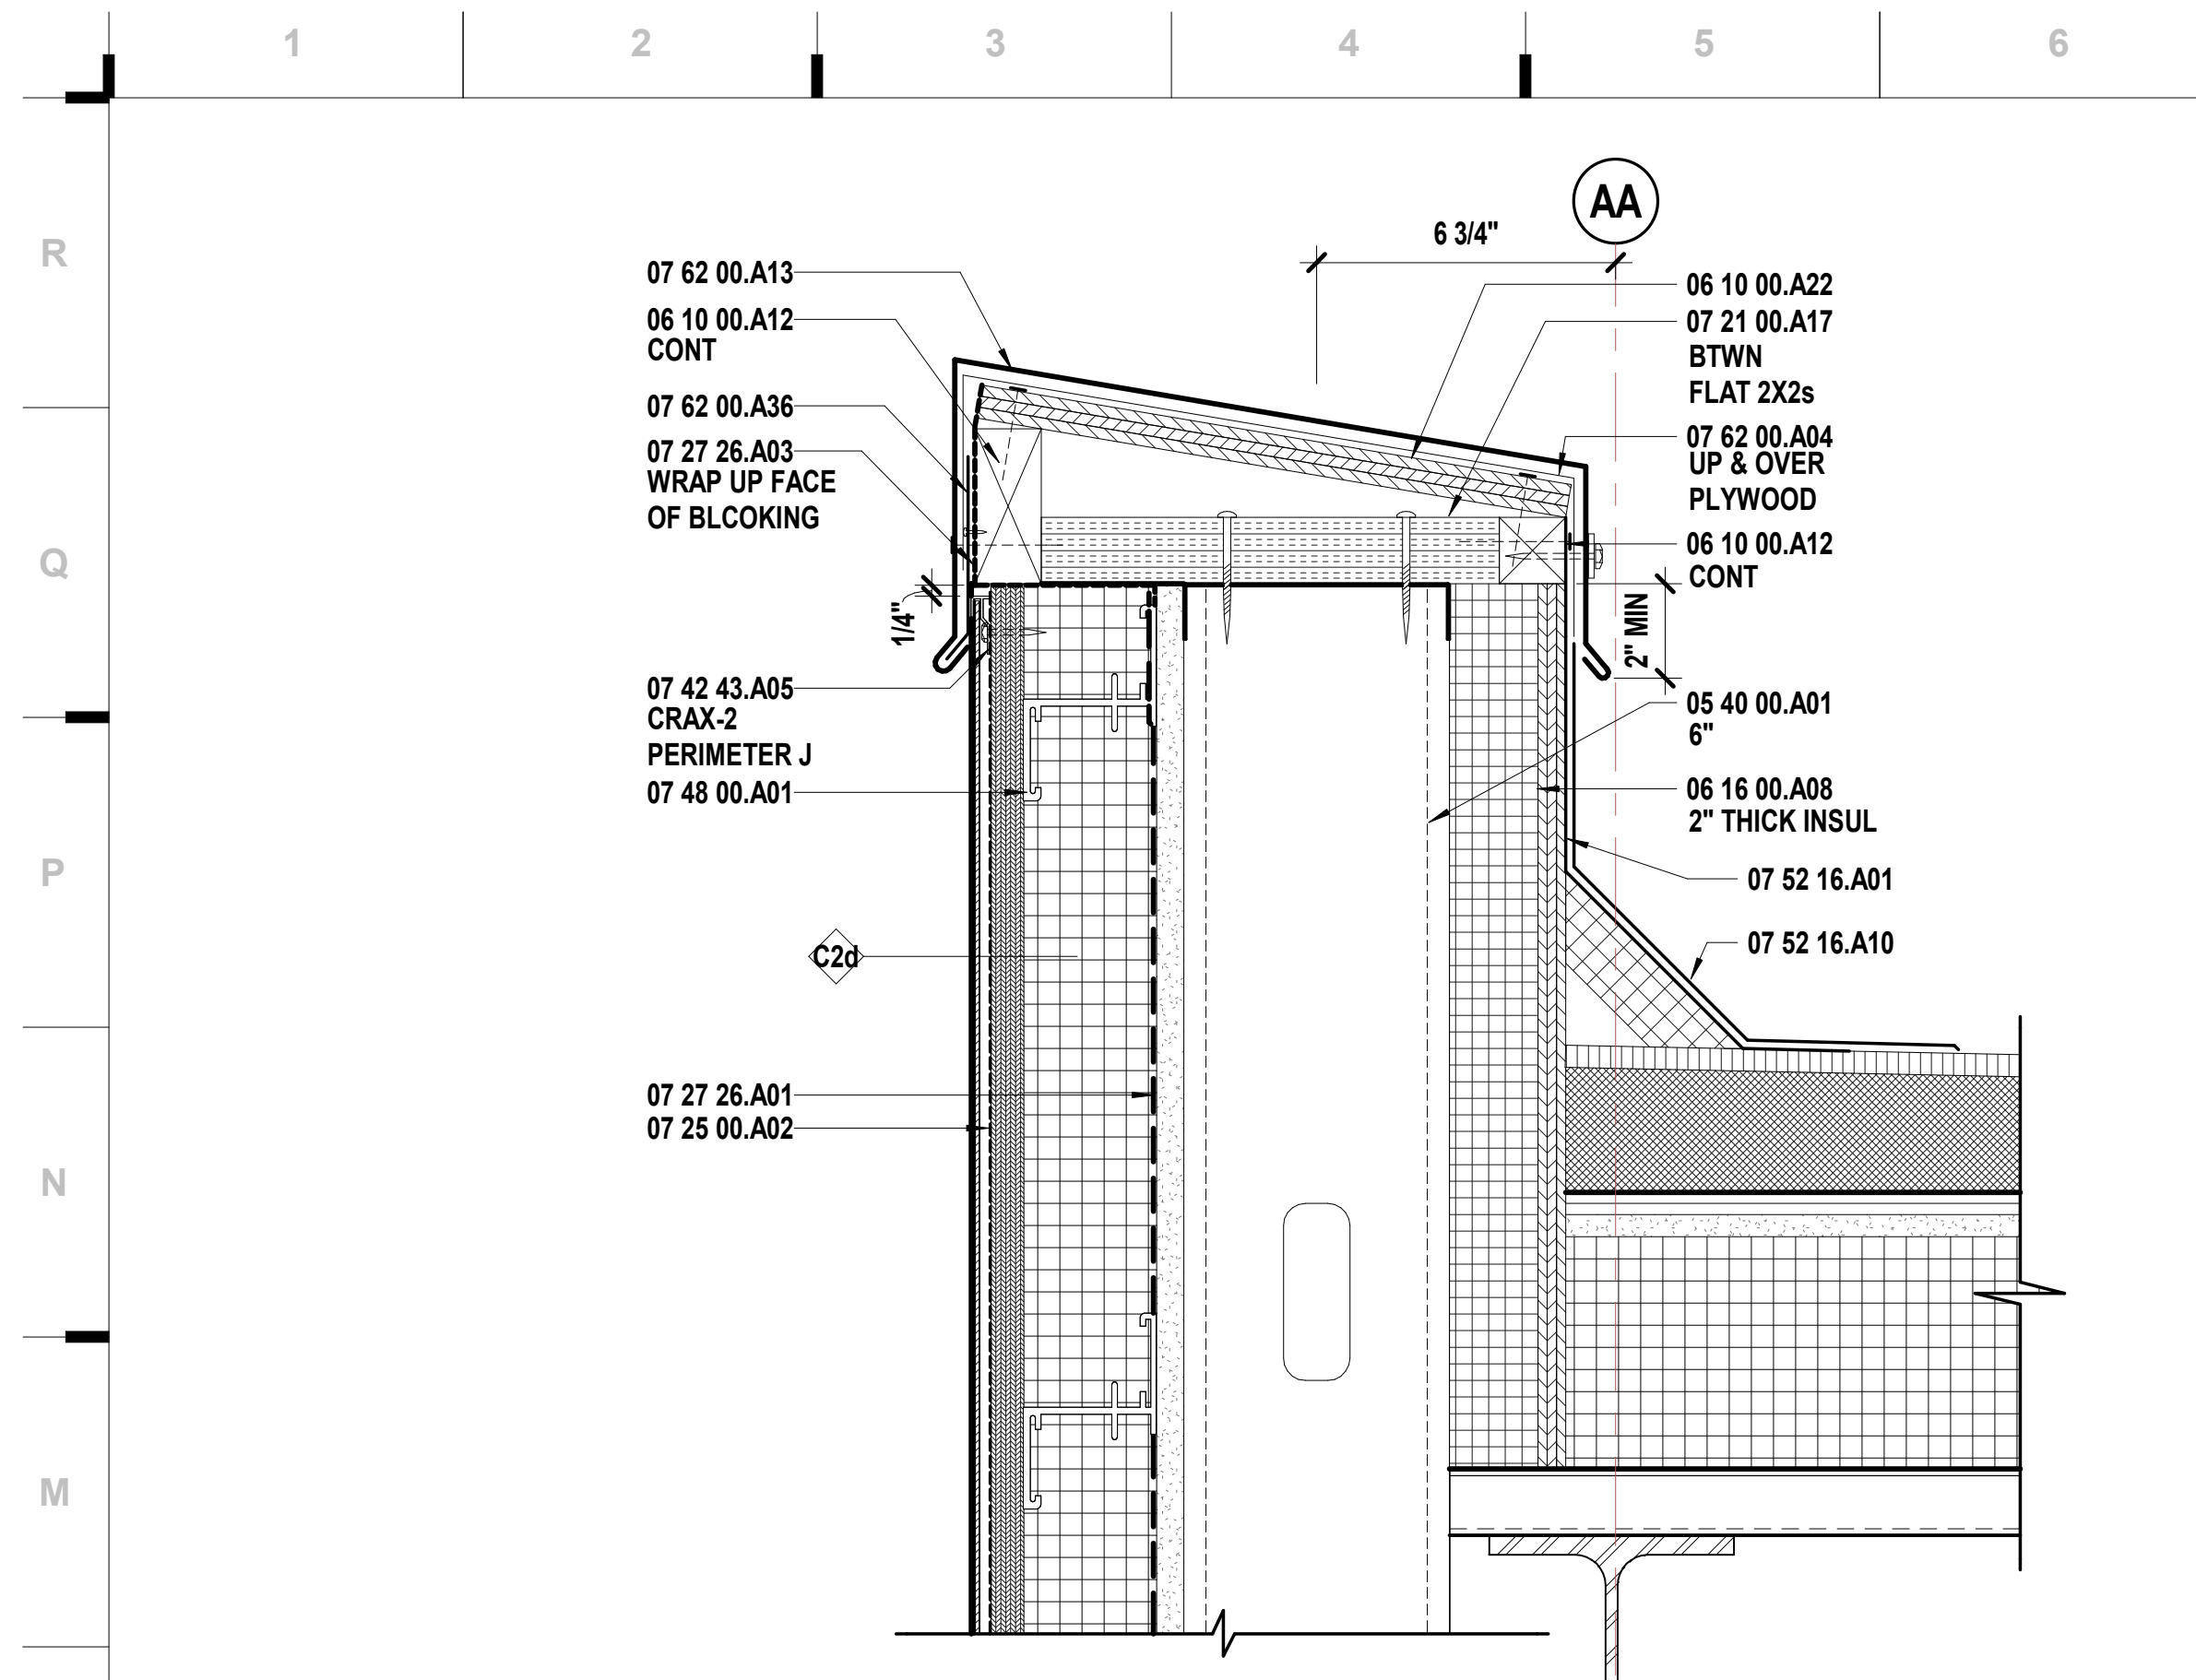 1 2 3 4 5 6
R
Q
P
N
M
AA
6 3/4"
07 62 00.A13
06 10 00.A12
CONT
07 62 00.A36
07 27 26.A03
WRAP UP FACE
OF BLCOKING
1/4"
07 42 43.A05
CRAX-2
PERIMETER J
07 48 00.A01
C2d
07 27 26.A01
07 25 00.A02
06 10 00.A22
07 21 00.A17
BTWN
FLAT 2X2s
07 62 00.A04
UP & OVER
PLYWOOD
06 10 00.A12
CONT
2" MIN
05 40 00.A01
6"
06 16 00.A08
2" THICK INSUL
07 52 16.A01
07 52 16.A10